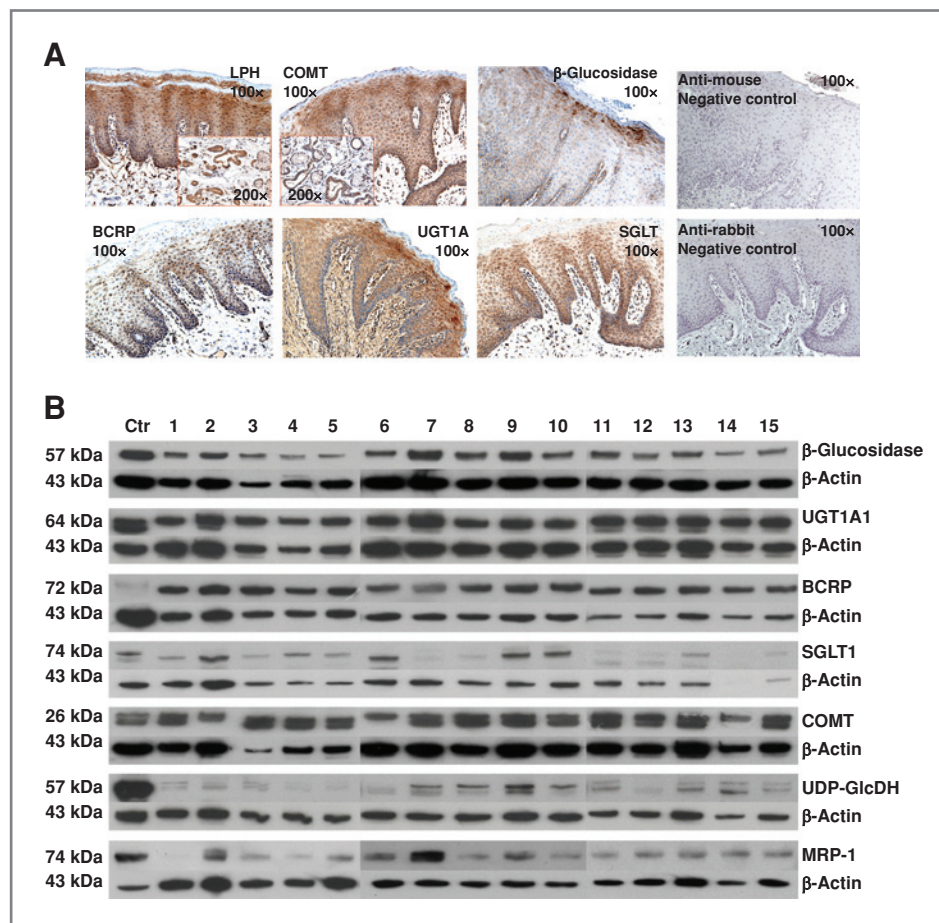 A
LPH
100×
200×
COMT
100×
200×
β-Glucosidase
100×
Anti-mouse
Negative control
100×
BCRP
100×
UGT1A
100×
SGLT
100×
Anti-rabbit
Negative control
100×
B
Ctr 1 2 3 4 5 6 7 8 9 10 11 12 13 14 15
57 kDa β-Glucosidase
43 kDa β-Actin
64 kDa UGT1A1
43 kDa β-Actin
72 kDa BCRP
43 kDa β-Actin
74 kDa SGLT1
43 kDa β-Actin
26 kDa COMT
43 kDa β-Actin
57 kDa UDP-GlcDH
43 kDa β-Actin
74 kDa MRP-1
43 kDa β-Actin